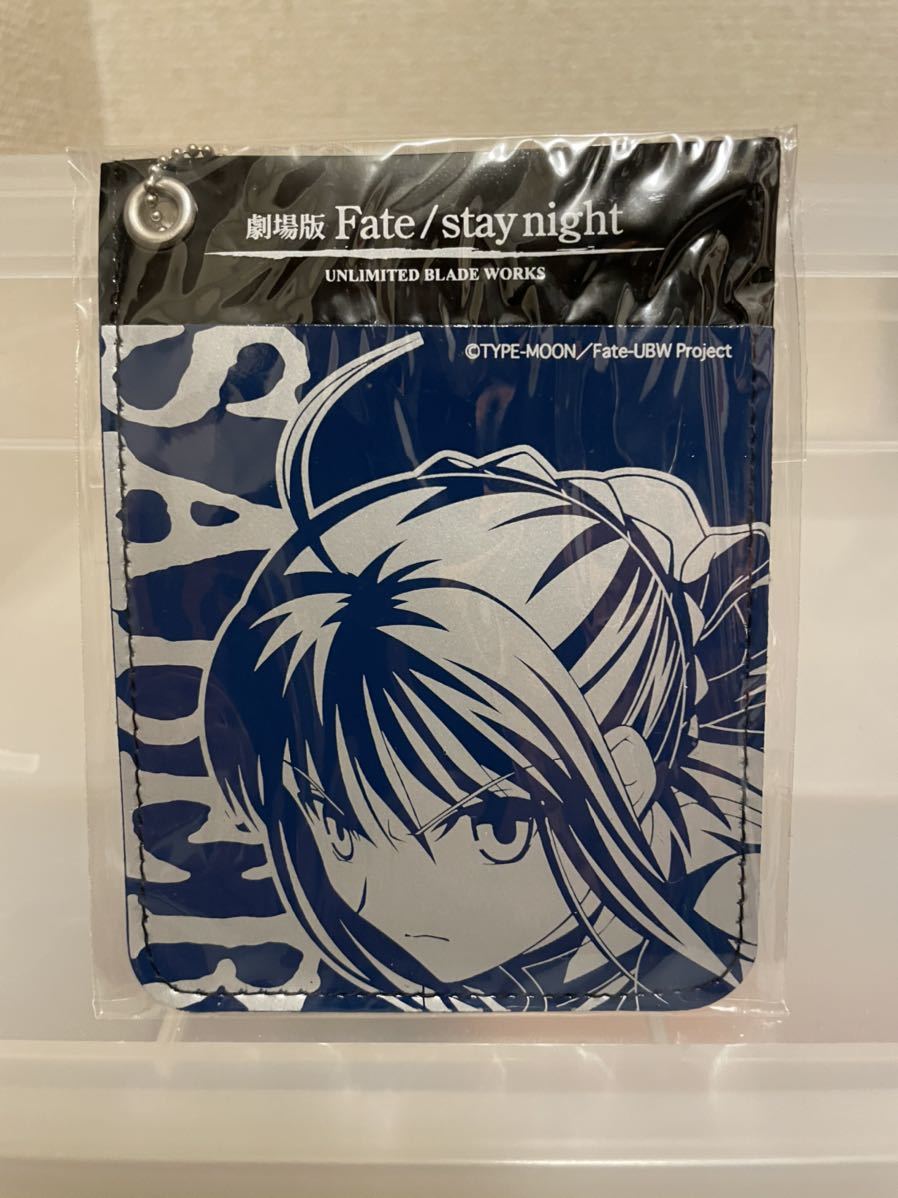 劇場版 Fate/stay night
UNLIMITED BLADE WORKS
©TYPE-MOON／Fate-UBW Project